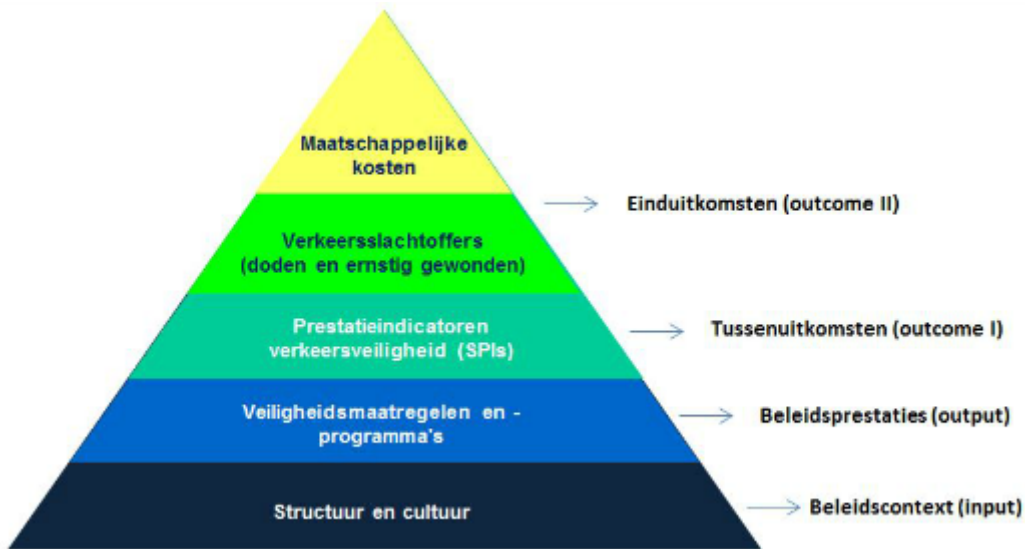 Maatschappelijke
kosten
Einduitkomsten (outcome II)
Verkeersslachtoffers
(doden en ernstig gewonden)
Prestatieindicatoren
verkeersveiligheid (SPIs)
Tussenuitkomsten (outcome I)
Veiligheidsmaatregelen en -
programma's
Beleidsprestaties (output)
Structuur en cultuur
Beleidscontext (input)